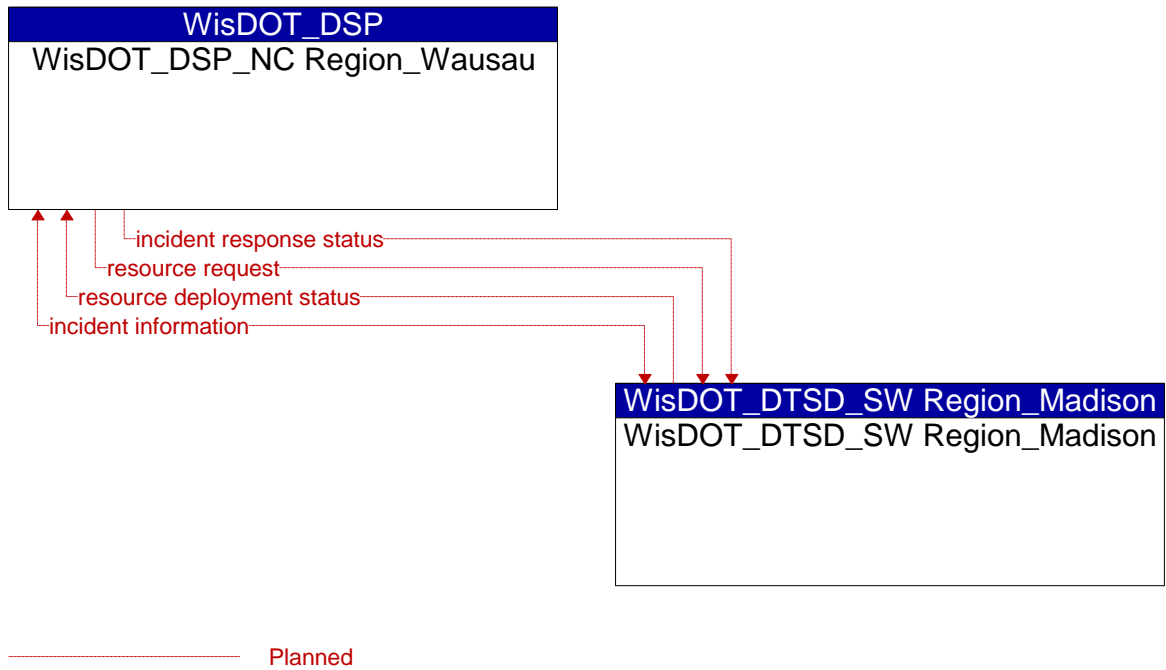 WisDOT_DSP
WisDOT_DSP_NC Region_Wausau
incident response status
resource request
resource deployment status
incident information
WisDOT_DTSD_SW Region_Madison
WisDOT_DTSD_SW Region_Madison
Planned